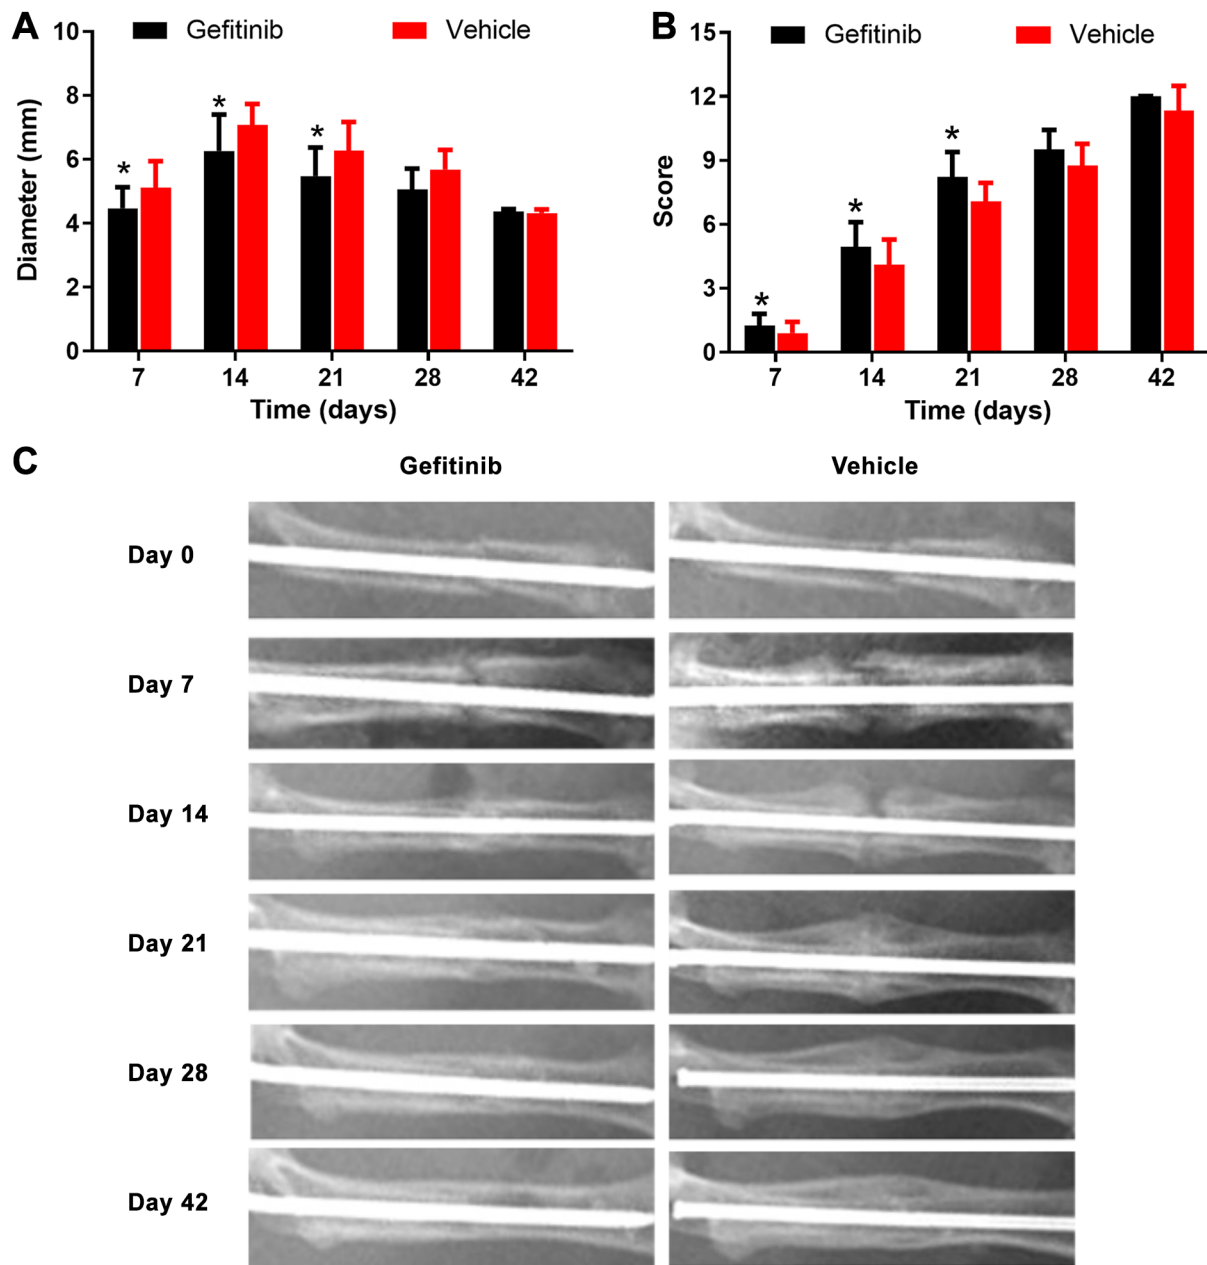 A
Gefitinib
Vehicle
10
8
6
4
2
0
Diameter (mm)
*
*
*
7
14
21
28
42
Time (days)
B
Gefitinib
Vehicle
15
12
9
6
3
0
Score
*
*
*
7
14
21
28
42
Time (days)
C
Gefitinib
Vehicle
Day 0
Day 7
Day 14
Day 21
Day 28
Day 42